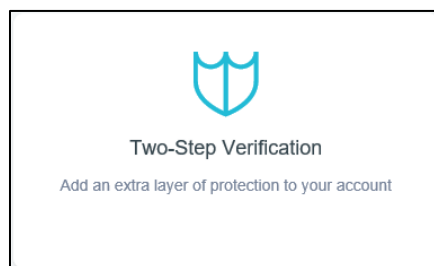 Two-Step Verification
Add an extra layer of protection to your account